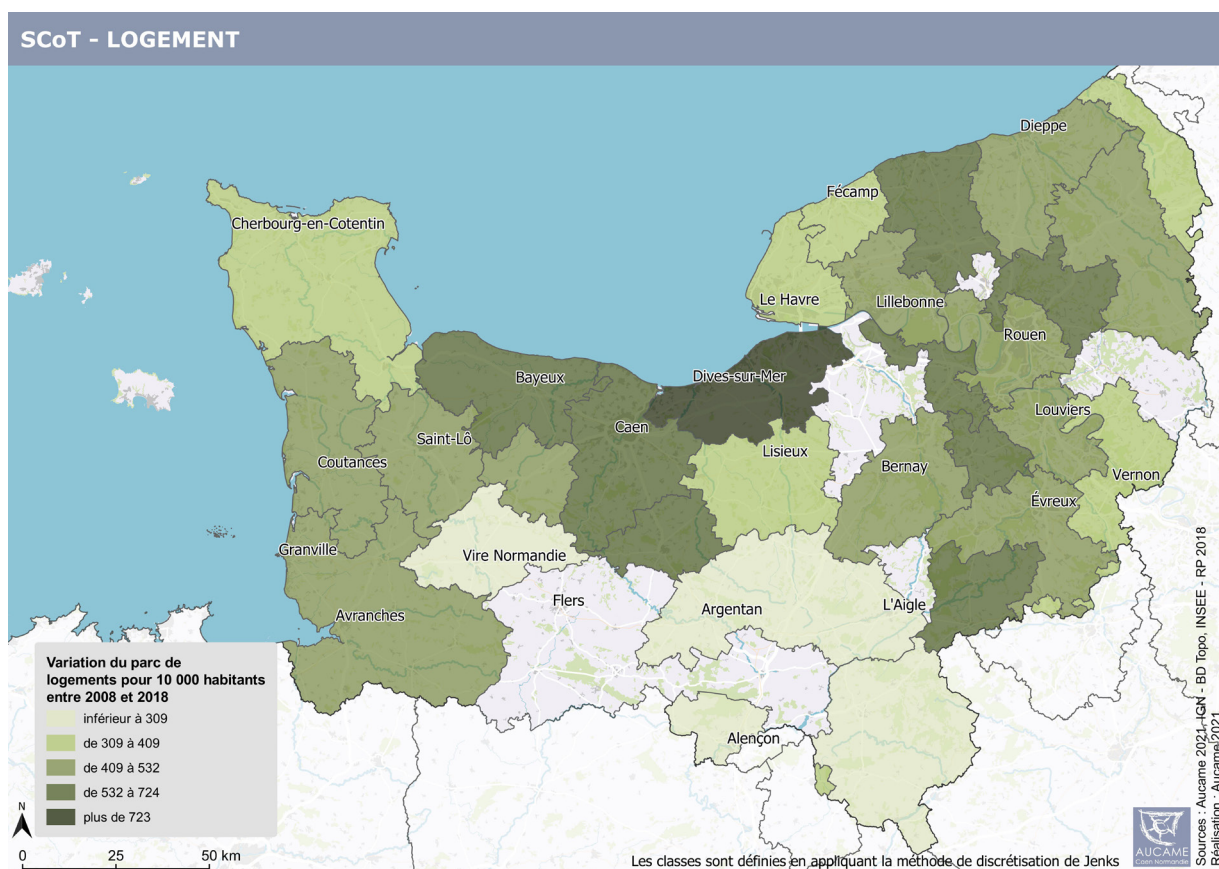 SCoT - LOGEMENT
Dieppe
Fécamp
Cherbourg-en-Cotentin
Le Havre
Lillebonne
Rouen
Bayeux
Dives-sur-Mer
Louviers
Caen
Saint-Lô
Lisieux
Coutances
Bernay
Vernon
Évreux
Granville
Vire Normandie
Flers
Argentan
L'Aigle
Avranches
Alençon
Variation du parc de
logements pour 10 000 habitants
entre 2008 et 2018
inférieur à 309
de 309 à 409
de 409 à 532
de 532 à 724
plus de 723
N
0 25 50 km
Les classes sont définies en appliquant la méthode de discrétisation de Jenks
AUCAME
Caen Normandie
Sources : Aucame 2021, IGN - BD Topo, INSEE - RP 2018
Réalisation : Aucame 2021